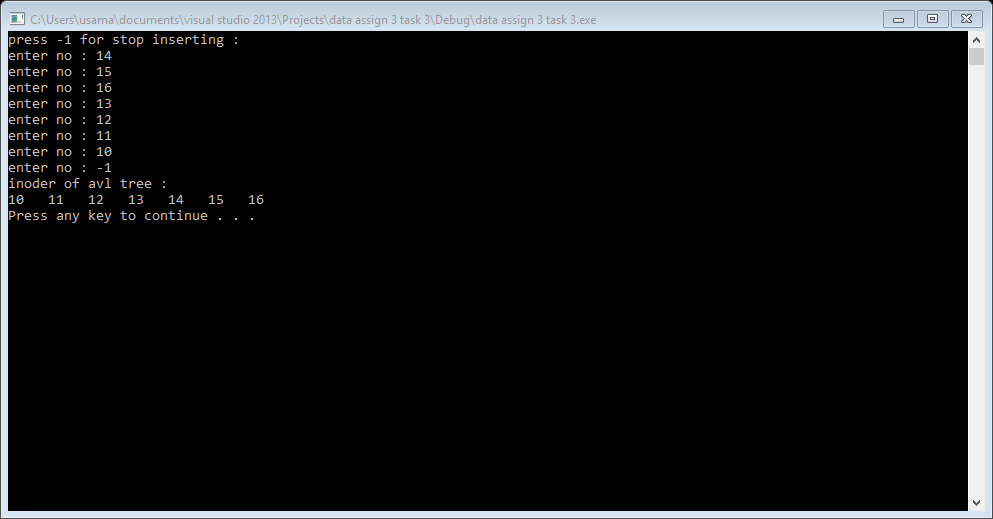 C:\Users\usama\documents\visual studio 2013\Projects\data assign 3 task 3\Debug\data assign 3 task 3.exe
press -1 for stop inserting :
enter no : 14
enter no : 15
enter no : 16
enter no : 13
enter no : 12
enter no : 11
enter no : 10
enter no : -1
inoder of avl tree :
10   11   12   13   14   15   16
Press any key to continue . . .